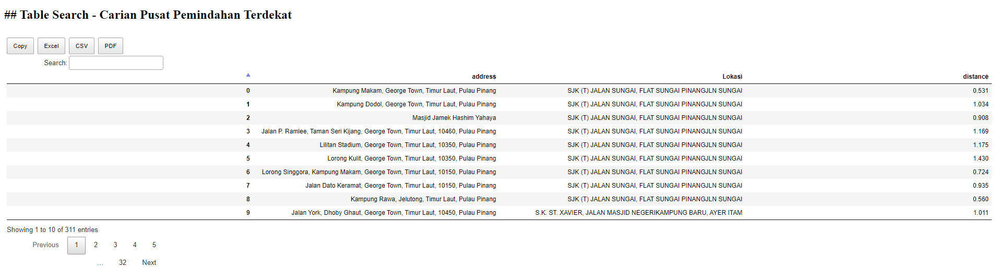 ## Table Search - Carian Pusat Pemindahan Terdekat
Copy Excel CSV PDF
Search:
address Lokasi distance
0 Kampung Makam, George Town, Timur Laut, Pulau Pinang SJK (T) JALAN SUNGAI, FLAT SUNGAI PINANGJLN SUNGAI 0.531
1 Kampung Dodol, George Town, Timur Laut, Pulau Pinang SJK (T) JALAN SUNGAI, FLAT SUNGAI PINANGJLN SUNGAI 1.034
2 Masjid Jamek Hashim Yahaya SJK (T) JALAN SUNGAI, FLAT SUNGAI PINANGJLN SUNGAI 0.908
3 Jalan P. Ramlee, Taman Seri Kijang, George Town, Timur Laut, 10460, Pulau Pinang SJK (T) JALAN SUNGAI, FLAT SUNGAI PINANGJLN SUNGAI 1.169
4 Lilitan Stadium, George Town, Timur Laut, 10350, Pulau Pinang SJK (T) JALAN SUNGAI, FLAT SUNGAI PINANGJLN SUNGAI 1.175
5 Lorong Kulit, George Town, Timur Laut, 10350, Pulau Pinang SJK (T) JALAN SUNGAI, FLAT SUNGAI PINANGJLN SUNGAI 1.430
6 Lorong Singgora, Kampung Makam, George Town, Timur Laut, 10150, Pulau Pinang SJK (T) JALAN SUNGAI, FLAT SUNGAI PINANGJLN SUNGAI 0.724
7 Jalan Dato Keramat, George Town, Timur Laut, 10150, Pulau Pinang SJK (T) JALAN SUNGAI, FLAT SUNGAI PINANGJLN SUNGAI 0.935
8 Kampung Rawa, Jelutong, Timur Laut, Pulau Pinang SJK (T) JALAN SUNGAI, FLAT SUNGAI PINANGJLN SUNGAI 0.560
9 Jalan York, Dhoby Ghaut, George Town, Timur Laut, 10450, Pulau Pinang S.K. ST. XAVIER, JALAN MASJID NEGERIKAMPUNG BARU, AYER ITAM 1.011
Showing 1 to 10 of 311 entries
Previous 1 2 3 4 5
… 32 Next